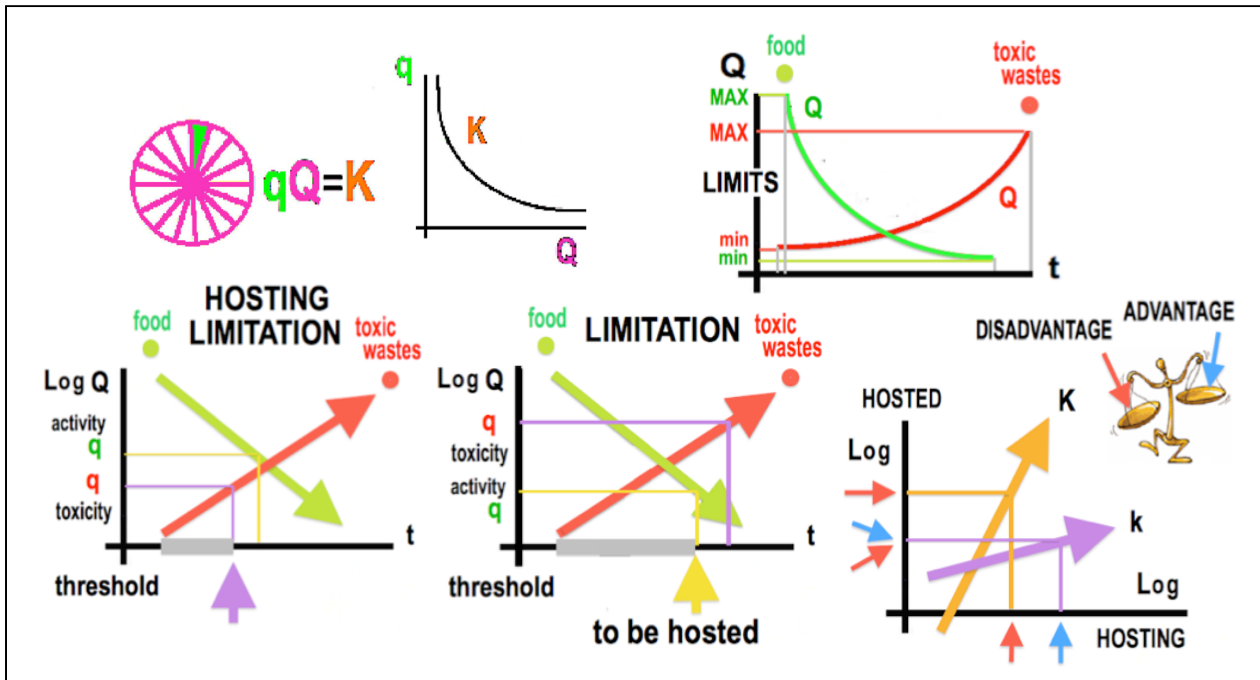 q
K
Q
qQ=K
food
toxic
wastes
Q
MAX
Q
MAX
LIMITS
Q
min
min
t
HOSTING
LIMITATION
food
toxic
wastes
Log Q
activity
q
q
toxicity
t
threshold
LIMITATION
food
toxic
wastes
Log Q
q
toxicity
activity
q
t
threshold
to be hosted
ADVANTAGE
DISADVANTAGE
HOSTED
K
Log
k
Log
HOSTING